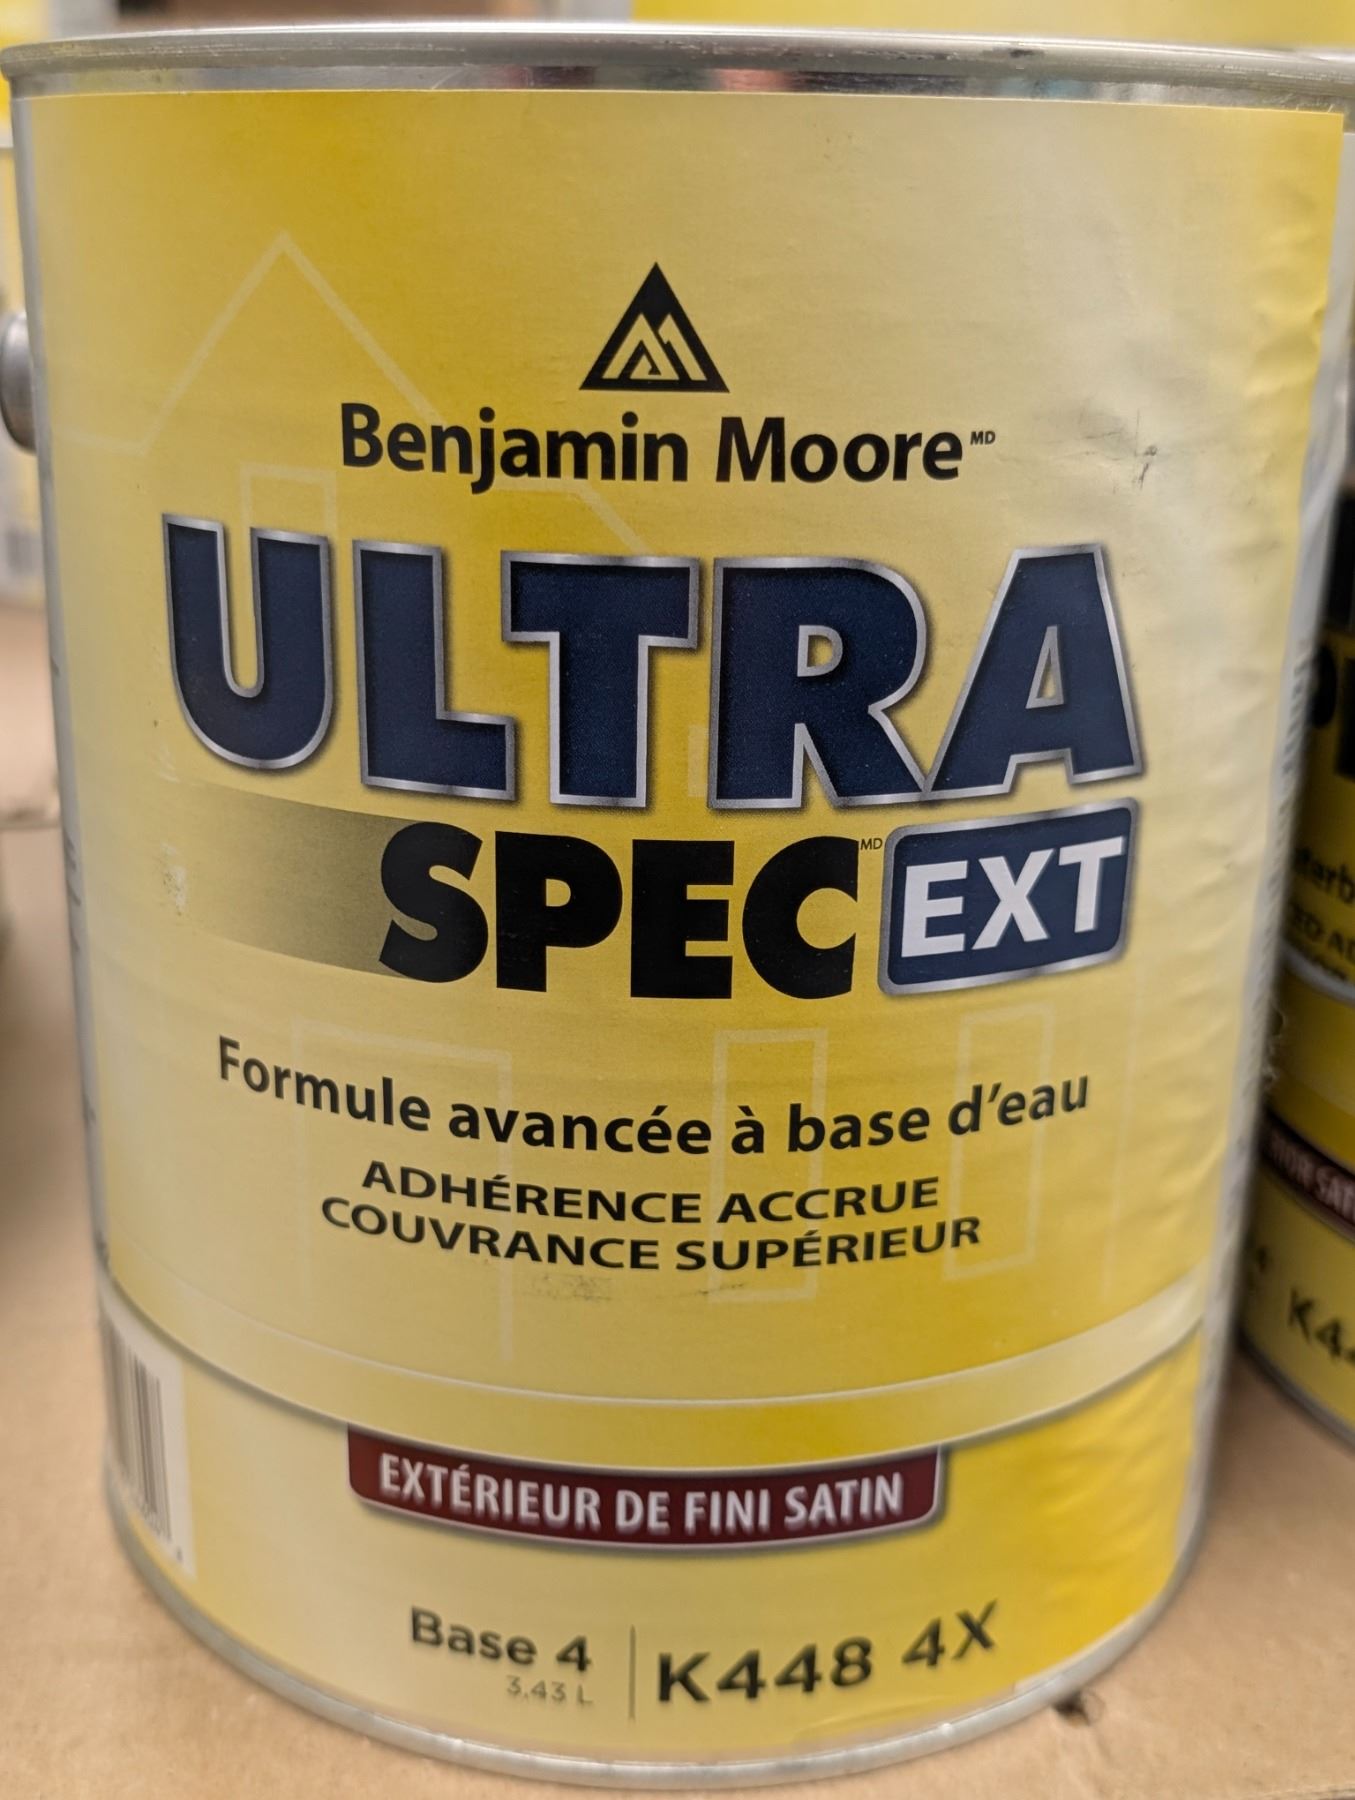 Benjamin Moore MD
ULTRA
SPEC MD EXT
Formule avancée à base d'eau
ADHÉRENCE ACCRUE
COUVRANCE SUPÉRIEUR
EXTÉRIEUR DE FINI SATIN
Base 4 | K448 4X
3,43 L